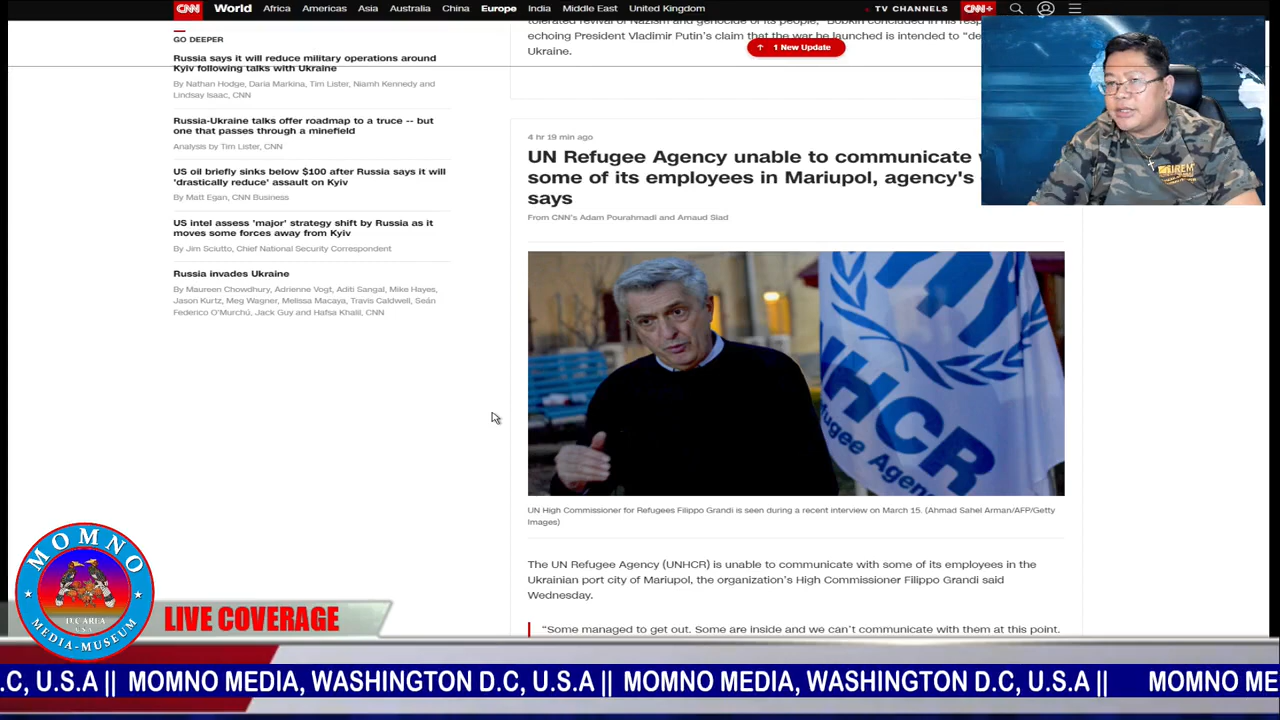 CNN World Africa Americas Asia Australia China Europe India Middle East United Kingdom TV CHANNELS CNN+
GO DEEPER
Russia says it will reduce military operations around
Kyiv following talks with Ukraine
By Nathan Hodge, Daria Markina, Tim Lister, Niamh Kennedy and
Lindsay Isaac, CNN
Russia-Ukraine talks offer roadmap to a truce -- but
one that passes through a minefield
Analysis by Tim Lister, CNN
US oil briefly sinks below $100 after Russia says it will
'drastically reduce' assault on Kyiv
By Matt Egan, CNN Business
US intel assess 'major' strategy shift by Russia as it
moves some forces away from Kyiv
By Jim Sciutto, Chief National Security Correspondent
Russia invades Ukraine
By Maureen Chowdhury, Adrienne Vogt, Aditi Sangal, Mike Hayes,
Jason Kurtz, Meg Wagner, Melissa Macaya, Travis Caldwell, Seán
Federico O'Murchú, Jack Guy and Hafsa Khalil, CNN
tolerated revival of Nazism and genocide of its people," Bobkin concluded in his
echoing President Vladimir Putin's claim that the war he launched is intended to
Ukraine.
1 New Update
4 hr 19 min ago
UN Refugee Agency unable to communicate
some of its employees in Mariupol, agency's
says
From CNN's Adam Pourahmadi and Arnaud Siad
UNHCR
Refugee Agen
UN High Commissioner for Refugees Filippo Grandi is seen during a recent interview on March 15. (Ahmad Sahel Arman/AFP/Getty
Images)
The UN Refugee Agency (UNHCR) is unable to communicate with some of its employees in the
Ukrainian port city of Mariupol, the organization's High Commissioner Filippo Grandi said
Wednesday.
"Some managed to get out. Some are inside and we can't communicate with them at this point.
MOMNO
U.S.A
MEDIA-MUSEUM
LIVE COVERAGE
.C, U.S.A || MOMNO MEDIA, WASHINGTON D.C, U.S.A || MOMNO MEDIA, WASHINGTON D.C, U.S.A || MOMNO ME